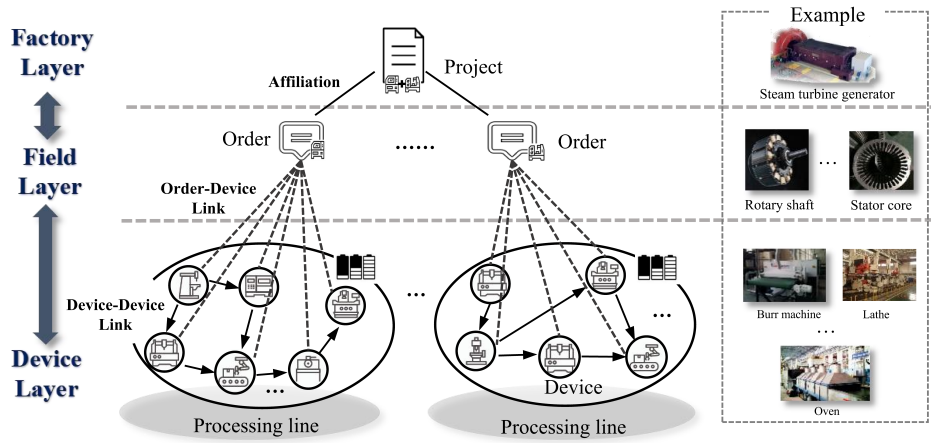 Factory
Layer
Field
Layer
Device
Layer
Project
Affiliation
Order
......
Order
Order-Device
Link
Device-Device
Link
...
...
...
Device
Processing line
Processing line
Example
Steam turbine generator
...
Rotary shaft
Stator core
Burr machine
Lathe
...
Oven